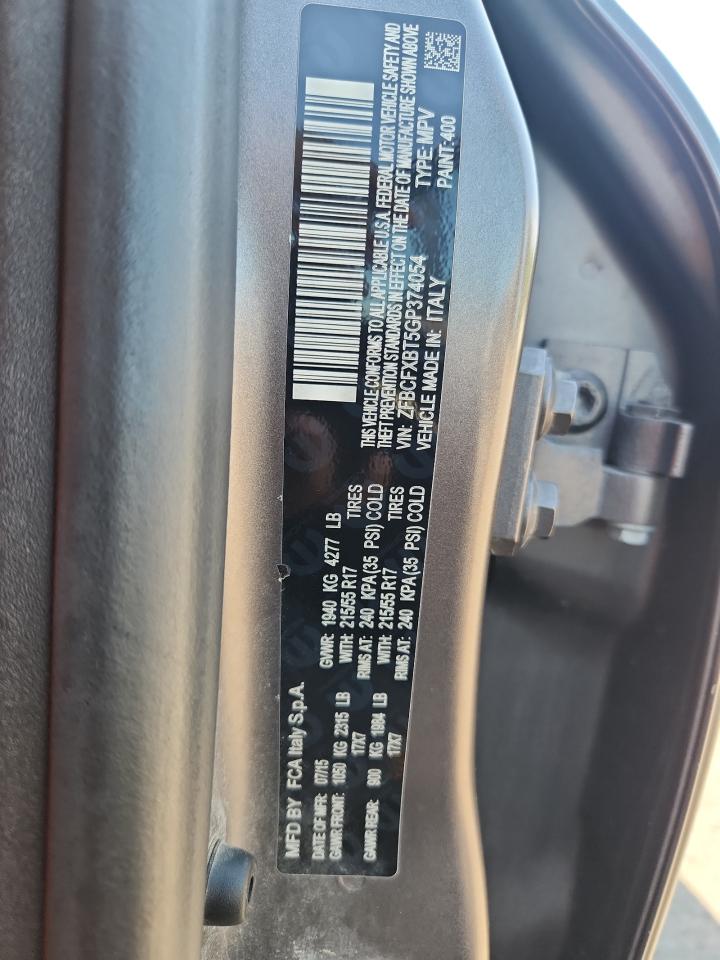 MFD BY FCA Italy S.p.A.
DATE OF MFR: 07/15 GVWR: 1940 KG 4277 LB
GAWR FRONT: 1050 KG 2315 LB WITH: 215/55 R17 TIRES
17X7 RIMS AT: 240 KPA(35 PSI) COLD
GAWR REAR: 900 KG 1984 LB WITH: 215/55 R17 TIRES
17X7 RIMS AT: 240 KPA(35 PSI) COLD
THIS VEHICLE CONFORMS TO ALL APPLICABLE U.S.A. FEDERAL MOTOR VEHICLE SAFETY AND
THEFT PREVENTION STANDARDS IN EFFECT ON THE DATE OF MANUFACTURE SHOWN ABOVE
VIN: ZFBCFXBT5GP374054 TYPE: MPV
VEHICLE MADE IN: ITALY PAINT: 400